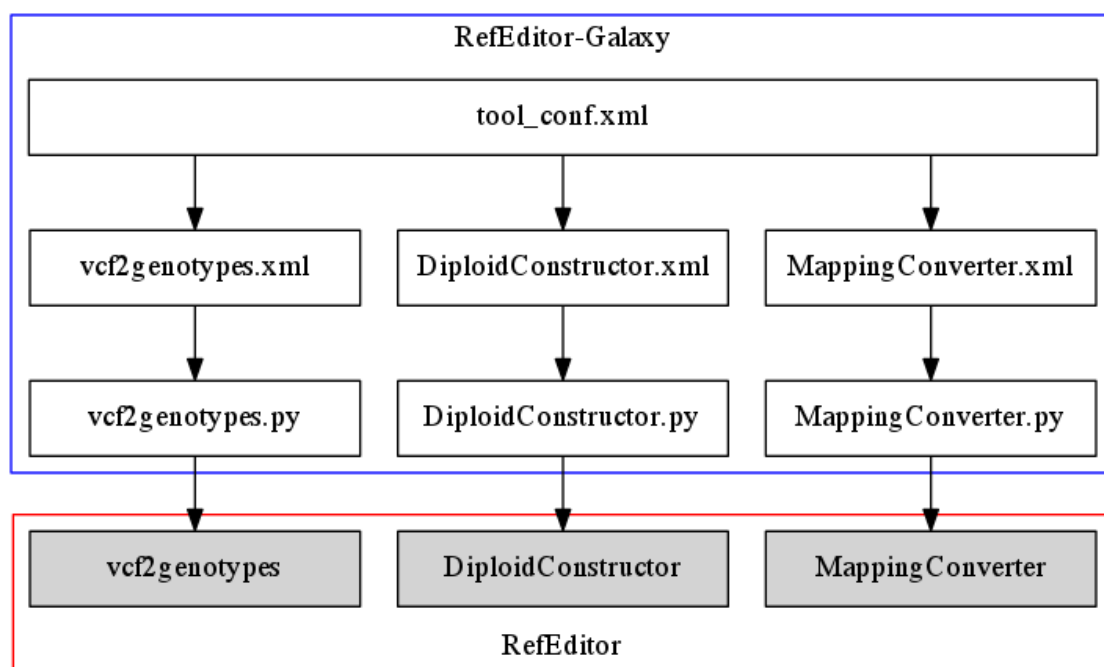 RefEditor-Galaxy
tool_conf.xml
vcf2genotypes.xml
DiploidConstructor.xml
MappingConverter.xml
vcf2genotypes.py
DiploidConstructor.py
MappingConverter.py
vcf2genotypes
DiploidConstructor
MappingConverter
RefEditor